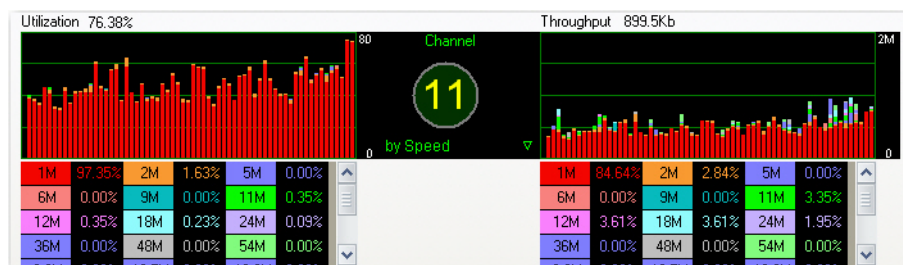 Utilization 76.38%
80
0
Channel
11
by Speed
Throughput 899.5Kb
2M
0
1M 97.35% 2M 1.63% 5M 0.00%
6M 0.00% 9M 0.00% 11M 0.35%
12M 0.35% 18M 0.23% 24M 0.09%
36M 0.00% 48M 0.00% 54M 0.00%
1M 84.64% 2M 2.84% 5M 0.00%
6M 0.00% 9M 0.00% 11M 3.35%
12M 3.61% 18M 3.61% 24M 1.95%
36M 0.00% 48M 0.00% 54M 0.00%